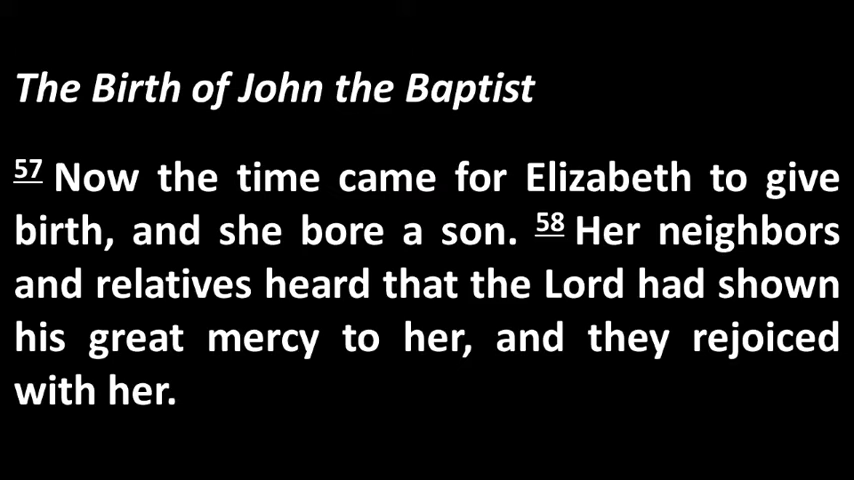 The Birth of John the Baptist
57 Now the time came for Elizabeth to give
birth, and she bore a son. 58 Her neighbors
and relatives heard that the Lord had shown
his great mercy to her, and they rejoiced
with her.